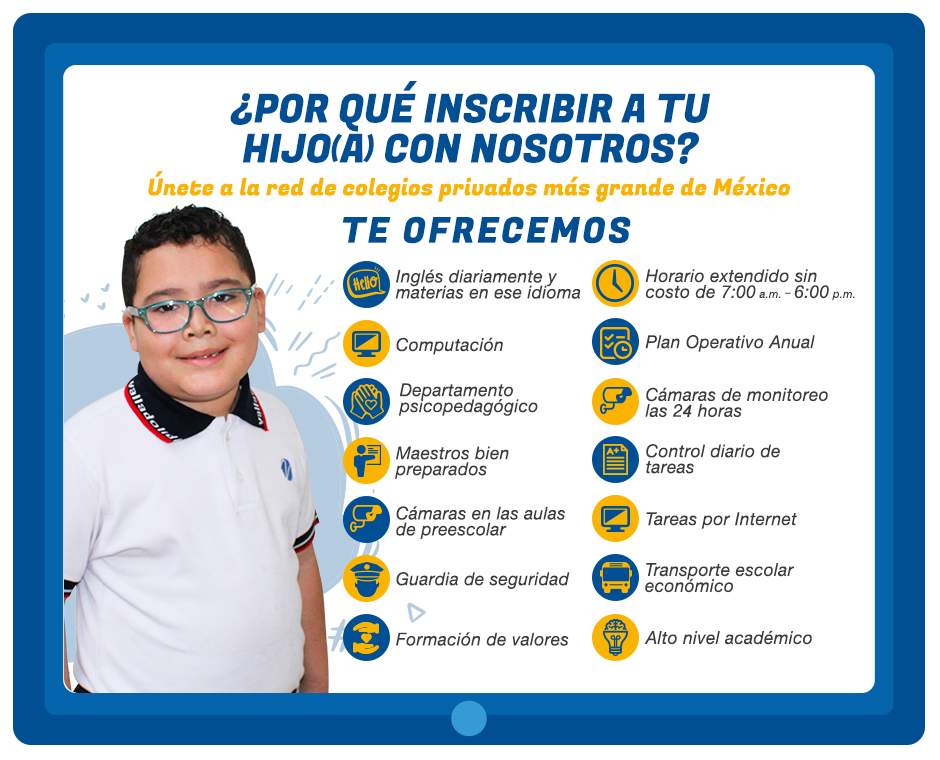 ¿POR QUÉ INSCRIBIR A TU
HIJO(A) CON NOSOTROS?
Únete a la red de colegios privados más grande de México
TE OFRECEMOS
Hello
Inglés diariamente y
materias en ese idioma
Computación
Departamento
psicopedagógico
Maestros bien
preparados
Cámaras en las aulas
de preescolar
Guardia de seguridad
Formación de valores
Horario extendido sin
costo de 7:00 a.m. – 6:00 p.m.
Plan Operativo Anual
Cámaras de monitoreo
las 24 horas
A+
Control diario de
tareas
Tareas por Internet
Transporte escolar
económico
Alto nivel académico
Valladolid
valla
#